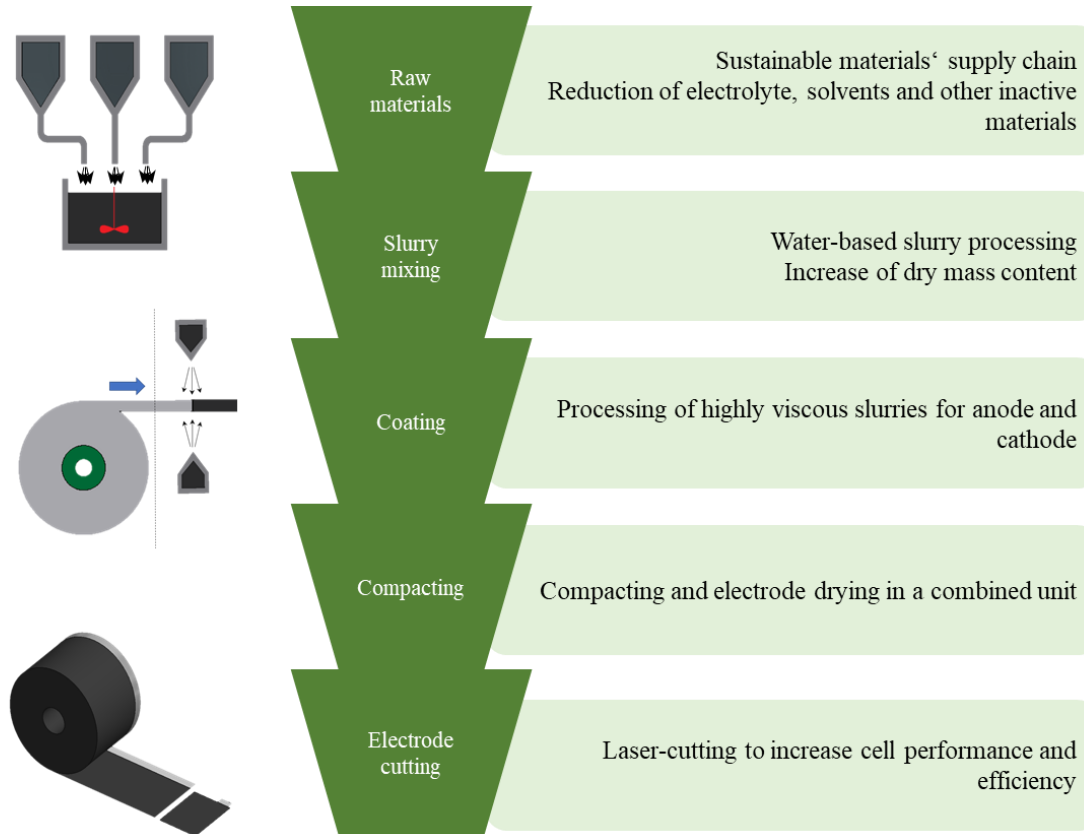 Raw
materials
Sustainable materials‘ supply chain
Reduction of electrolyte, solvents and other inactive
materials
Slurry
mixing
Water-based slurry processing
Increase of dry mass content
Coating
Processing of highly viscous slurries for anode and
cathode
Compacting
Compacting and electrode drying in a combined unit
Electrode
cutting
Laser-cutting to increase cell performance and
efficiency